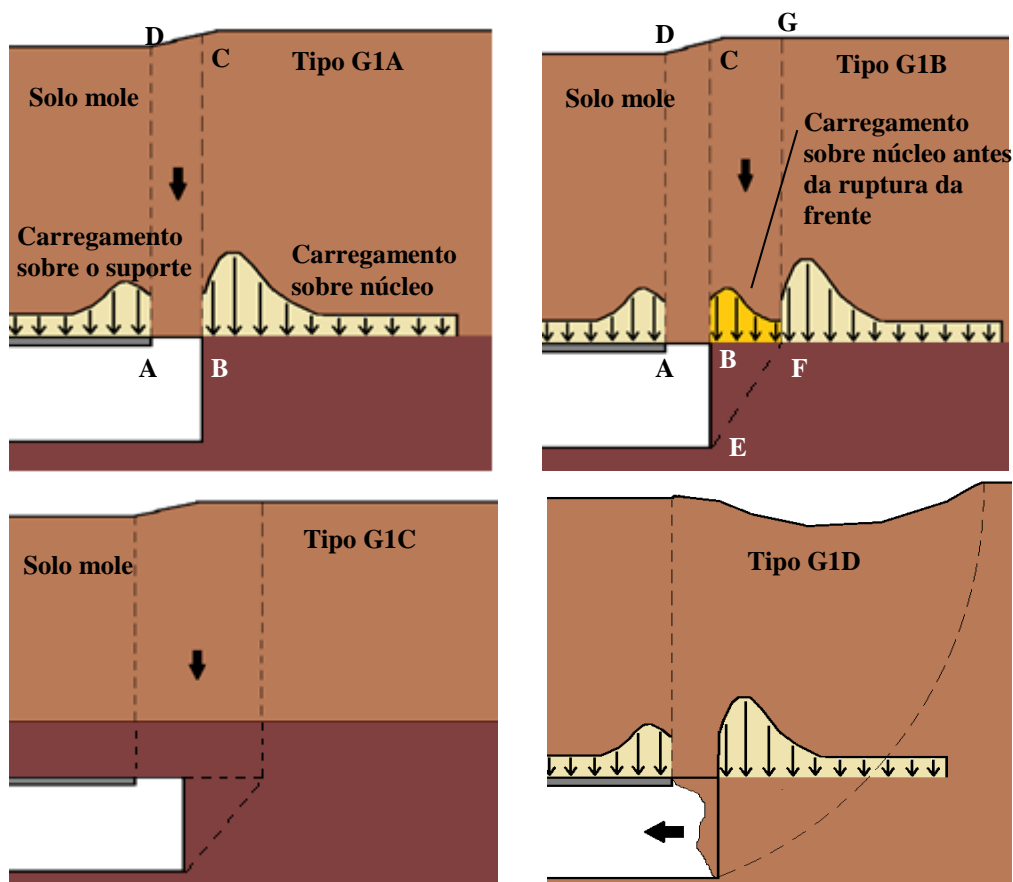 D
C
Tipo G1A
Solo mole
Carregamento
sobre o suporte
Carregamento
sobre núcleo
A
B
G
D
C
Tipo G1B
Solo mole
Carregamento
sobre núcleo antes
da ruptura da
frente
A
B
F
E
Tipo G1C
Solo mole
Tipo G1D